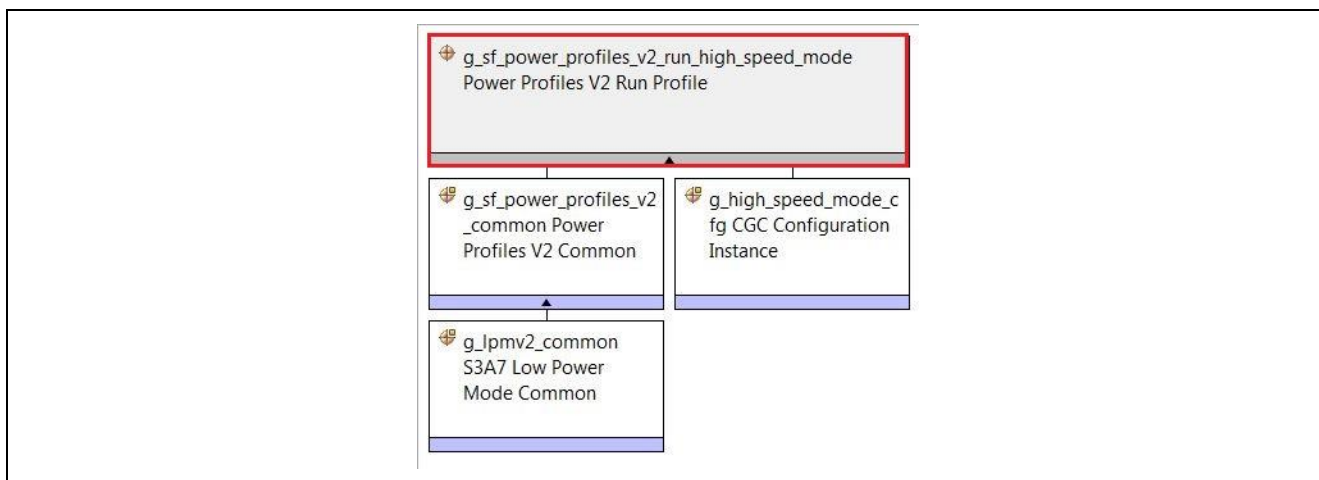 g_sf_power_profiles_v2_run_high_speed_mode
Power Profiles V2 Run Profile
g_sf_power_profiles_v2
_common Power
Profiles V2 Common
g_high_speed_mode_c
fg CGC Configuration
Instance
g_lpmv2_common
S3A7 Low Power
Mode Common